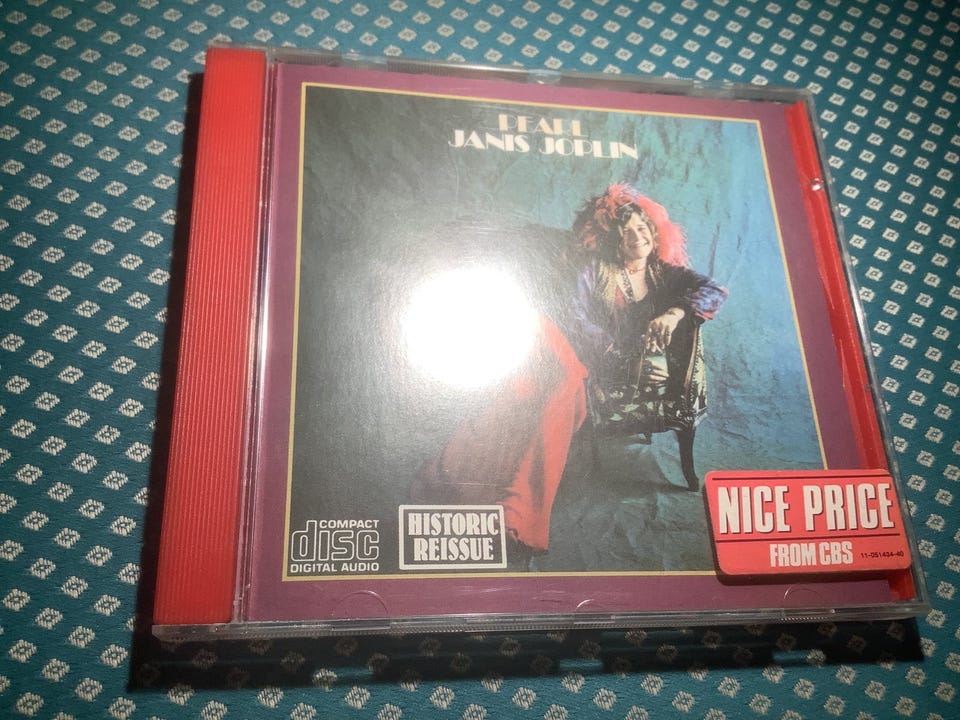 PEARL
JANIS JOPLIN
COMPACT
disc
DIGITAL AUDIO
HISTORIC
REISSUE
NICE PRICE
FROM CBS 11-051434-40